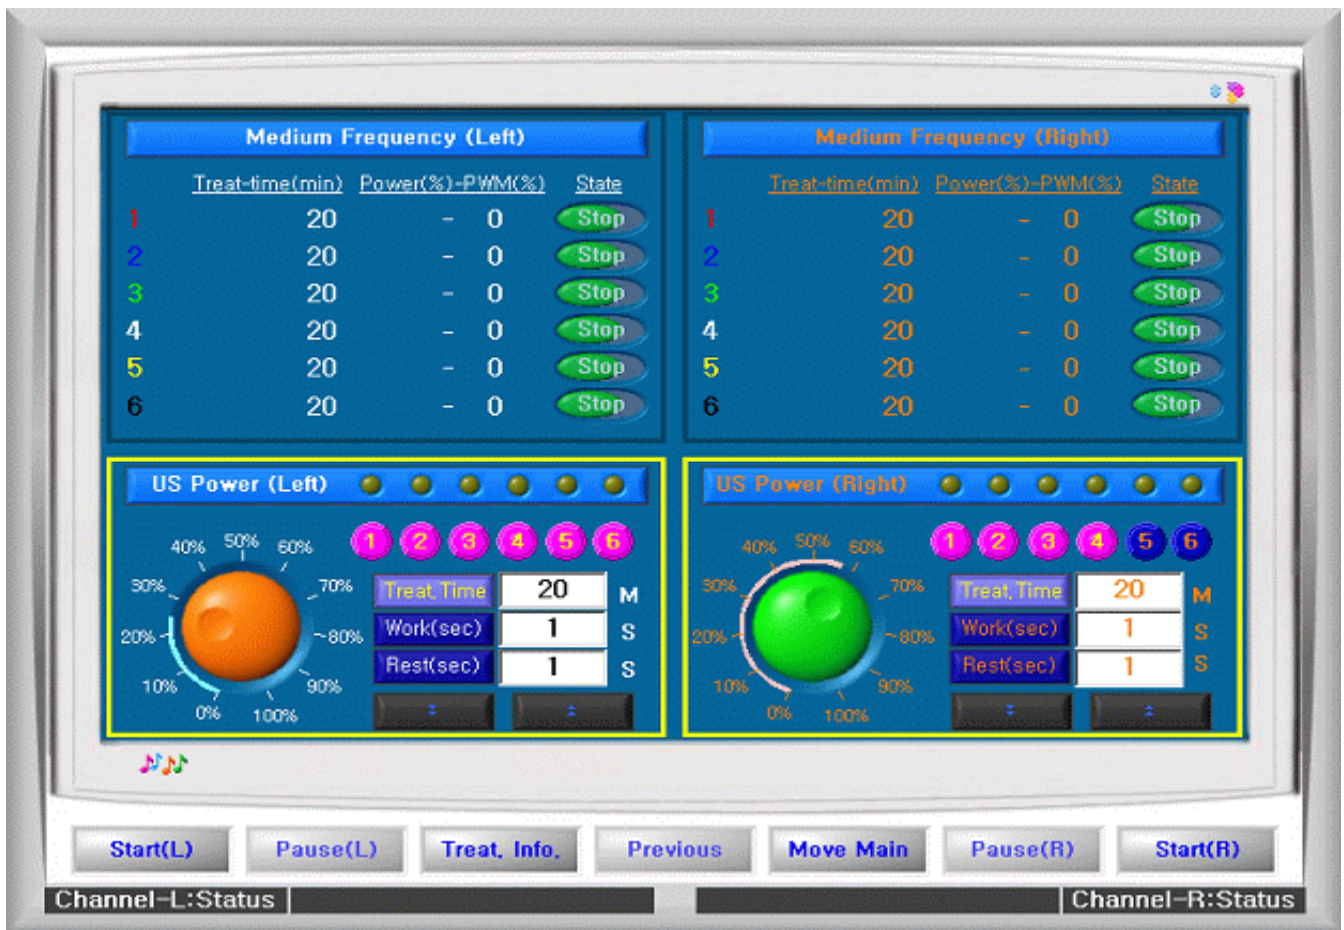 Medium Frequency (Left)
Treat-time(min) Power(%)-PWM(%) State
1 20 - 0 Stop
2 20 - 0 Stop
3 20 - 0 Stop
4 20 - 0 Stop
5 20 - 0 Stop
6 20 - 0 Stop
Medium Frequency (Right)
Treat-time(min) Power(%)-PWM(%) State
1 20 - 0 Stop
2 20 - 0 Stop
3 20 - 0 Stop
4 20 - 0 Stop
5 20 - 0 Stop
6 20 - 0 Stop
US Power (Left)
1 2 3 4 5 6
40% 50% 60%
30% 70%
20% 80%
10% 90%
0% 100%
Treat,Time 20 M
Work(sec) 1 S
Rest(sec) 1 S
US Power (Right)
1 2 3 4 5 6
40% 50% 60%
30% 70%
20% 80%
10% 90%
0% 100%
Treat,Time 20 M
Work(sec) 1 S
Rest(sec) 1 S
Start(L) Pause(L) Treat, Info, Previous Move Main Pause(R) Start(R)
Channel-L:Status Channel-R:Status